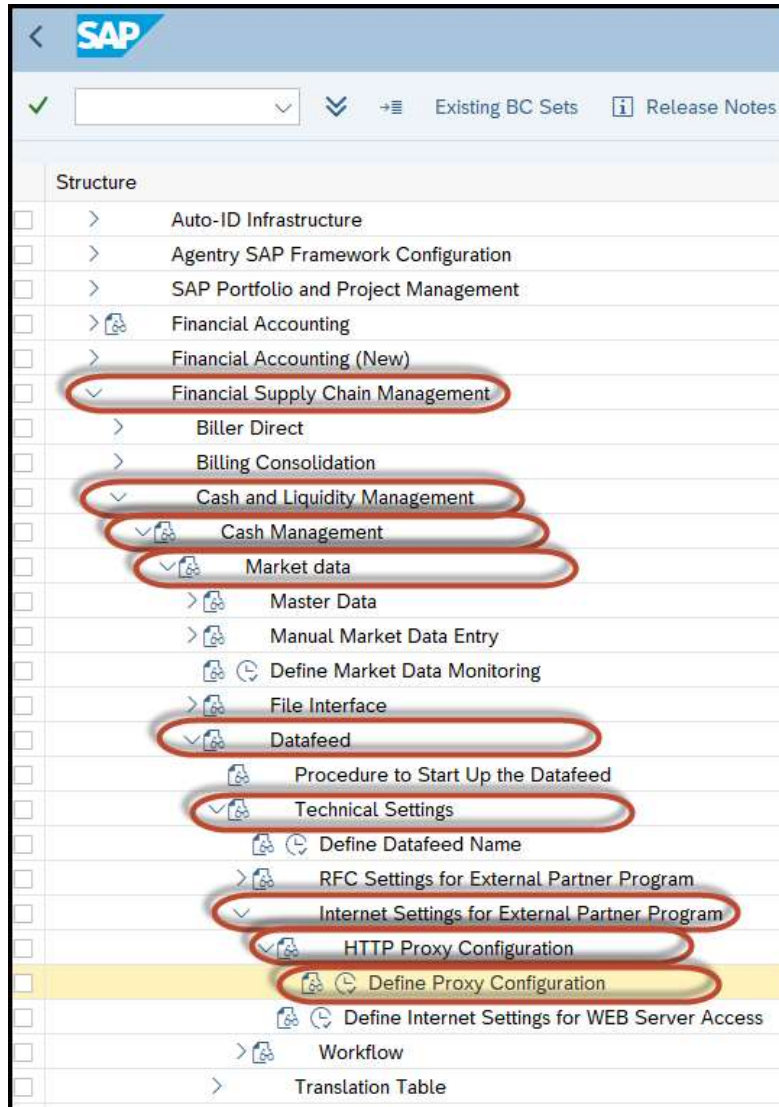 SAP
Existing BC Sets i Release Notes
Structure
Auto-ID Infrastructure
Agentry SAP Framework Configuration
SAP Portfolio and Project Management
Financial Accounting
Financial Accounting (New)
Financial Supply Chain Management
Biller Direct
Billing Consolidation
Cash and Liquidity Management
Cash Management
Market data
Master Data
Manual Market Data Entry
Define Market Data Monitoring
File Interface
Datafeed
Procedure to Start Up the Datafeed
Technical Settings
Define Datafeed Name
RFC Settings for External Partner Program
Internet Settings for External Partner Program
HTTP Proxy Configuration
Define Proxy Configuration
Define Internet Settings for WEB Server Access
Workflow
Translation Table